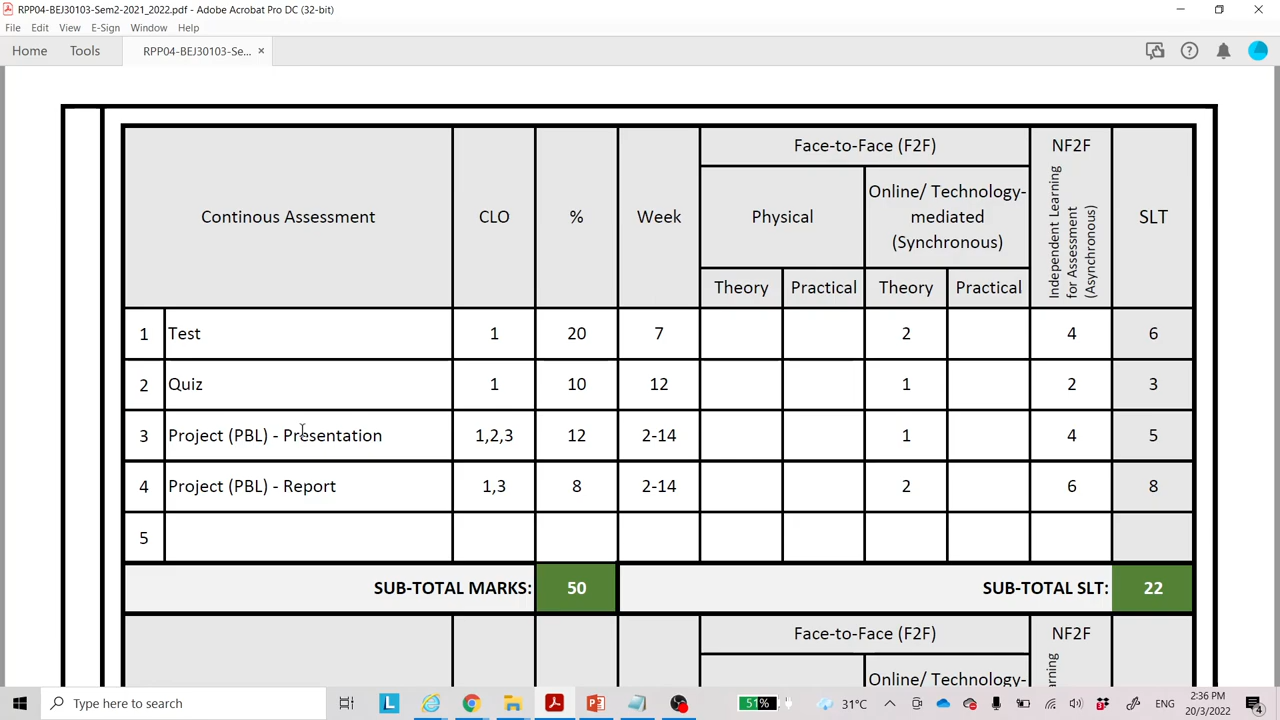 RPP04-BEJ30103-Sem2-2021_2022.pdf - Adobe Acrobat Pro DC (32-bit)
File Edit View E-Sign Window Help
Home Tools RPP04-BEJ30103-Se... ×
Continous Assessment CLO % Week Face-to-Face (F2F) NF2F SLT
Physical Online/ Technology-
mediated
(Synchronous)
Independent Learning
for Assessment
(Asynchronous)
Theory Practical Theory Practical
1 Test 1 20 7 2 4 6
2 Quiz 1 10 12 1 2 3
3 Project (PBL) - Presentation 1,2,3 12 2-14 1 4 5
4 Project (PBL) - Report 1,3 8 2-14 2 6 8
5
SUB-TOTAL MARKS: 50 SUB-TOTAL SLT: 22
Face-to-Face (F2F) NF2F
Online/ Technology-
Type here to search 51% 31°C ENG 2:36 PM
20/3/2022 4